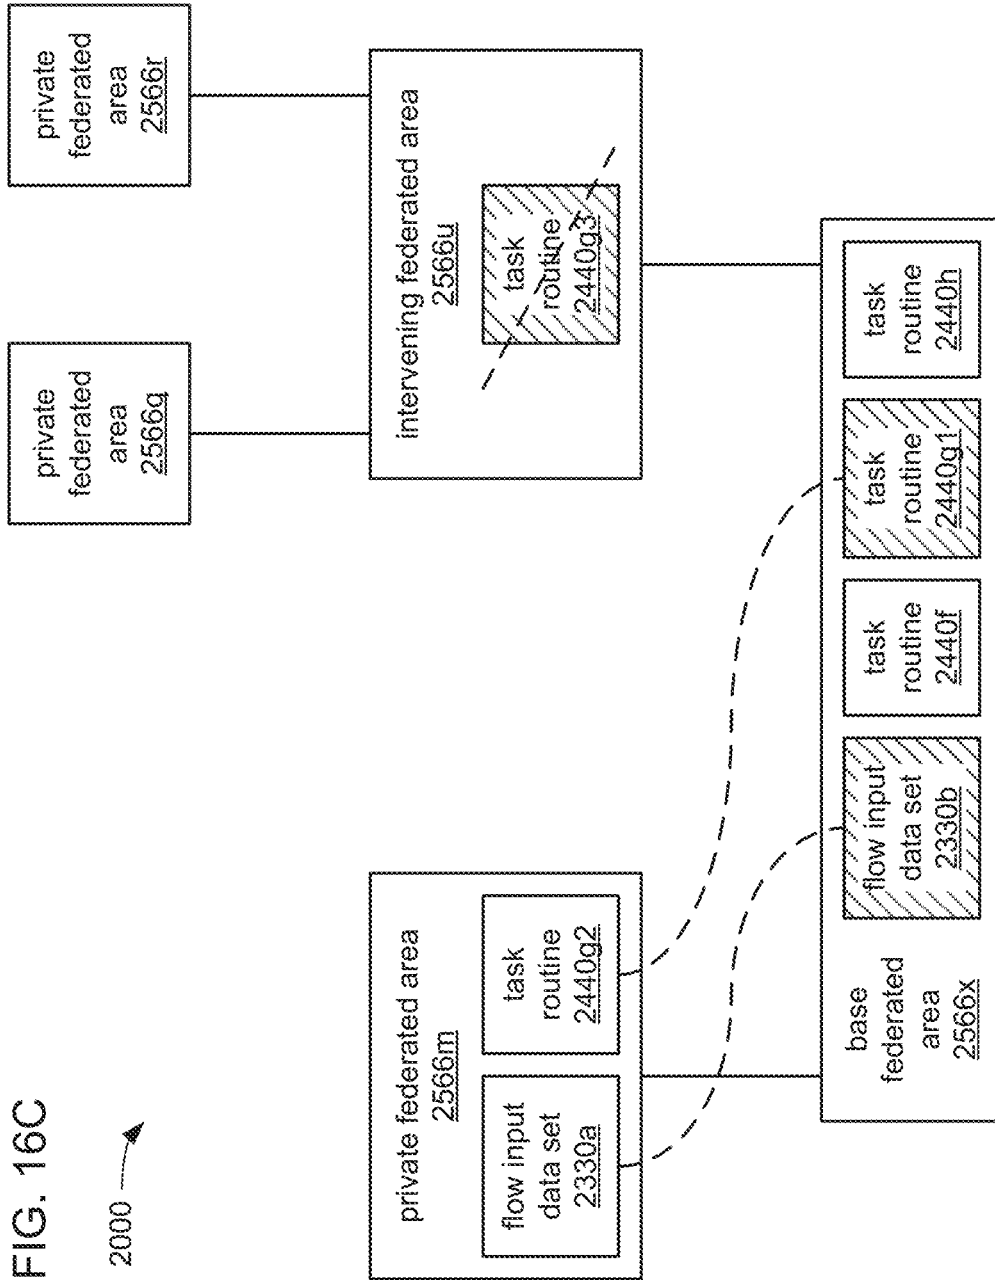 FIG. 16C
2000
private federated area
2566m
flow input
data set
2330a
task
routine
2440g2
private
federated
area
2566q
private
federated
area
2566r
intervening federated area
2566u
task
routine
2440g3
base
federated
area
2566x
flow input
data set
2330b
task
routine
2440f
task
routine
2440g1
task
routine
2440h